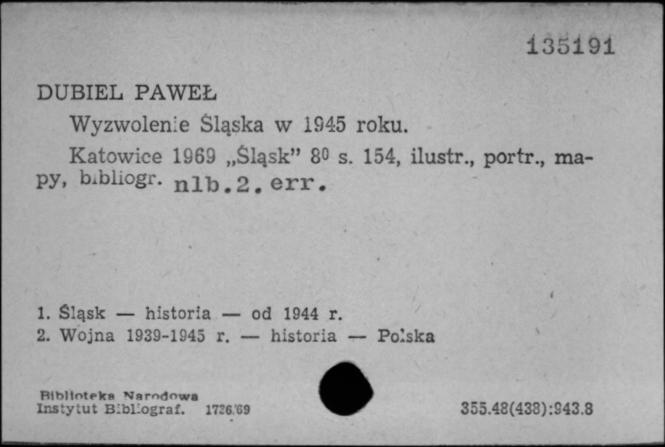 135191
DUBIEL PAWEŁ
Wyzwolenie Śląska w 1945 roku.
Katowice 1969 „Śląsk” 8⁰ s. 154, ilustr., portr., ma-
py, bibliogr. nlb.2. err.
1. Śląsk — historia — od 1944 r.
2. Wojna 1939-1945 r. — historia — Polska
Biblioteka Narodowa
Instytut Bibliograf. 1736/69
355.48(438):943.8